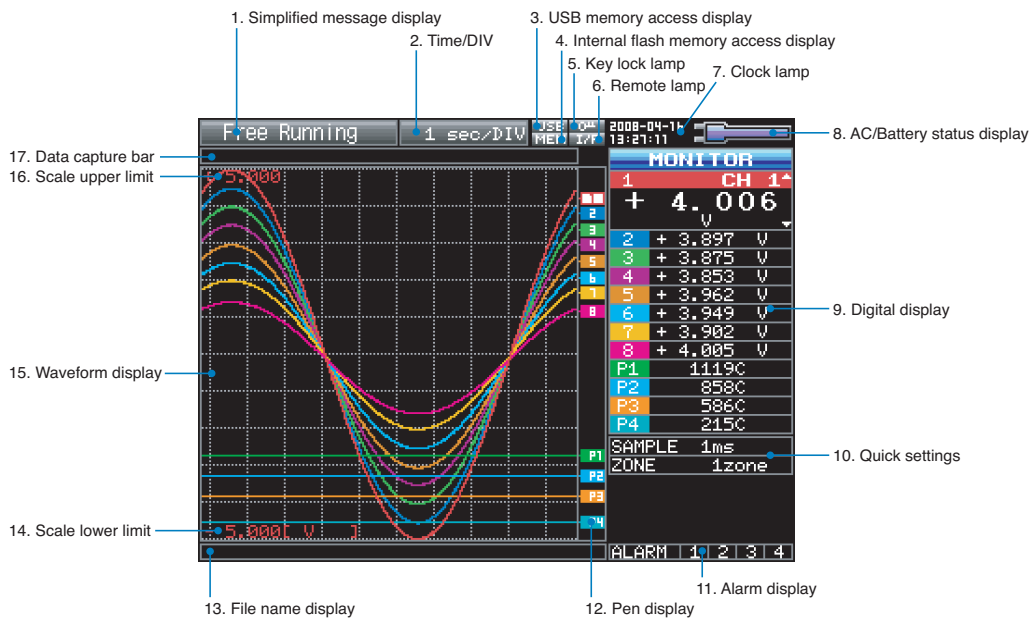 1. Simplified message display
2. Time/DIV
3. USB memory access display
4. Internal flash memory access display
5. Key lock lamp
6. Remote lamp
7. Clock lamp
8. AC/Battery status display
Free Running
1 sec/DIV
USB
MEM I/F
2008-04-16
13:27:11
17. Data capture bar
16. Scale upper limit
5.000
MONITOR
1 CH 1
+ 4.006
V
2 + 3.897 V
3 + 3.875 V
4 + 3.853 V
5 + 3.962 V
6 + 3.949 V
7 + 3.902 V
8 + 4.005 V
P1 1119C
P2 858C
P3 586C
P4 215C
1
2
3
4
5
6
7
8
9. Digital display
15. Waveform display
SAMPLE 1ms
ZONE 1zone
10. Quick settings
P1
P2
P3
P4
14. Scale lower limit
5.000[ V ]
ALARM 1 2 3 4
11. Alarm display
12. Pen display
13. File name display